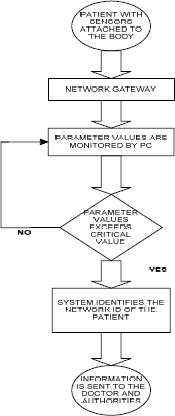 PATIENT WITH
SENSORS
ATTACHED TO
THE BODY
NETWORK GATEWAY
PARAMETER VALUES ARE
MONITORED BY PC
PARAMETER
VALUES
EXCEEDS
CRITICAL
VALUE
NO
YES
SYSTEM IDENTIFIES THE
NETWORK ID OF THE
PATIENT
INFORMATION
IS SENT TO THE
DOCTOR AND
AUTHORITIES